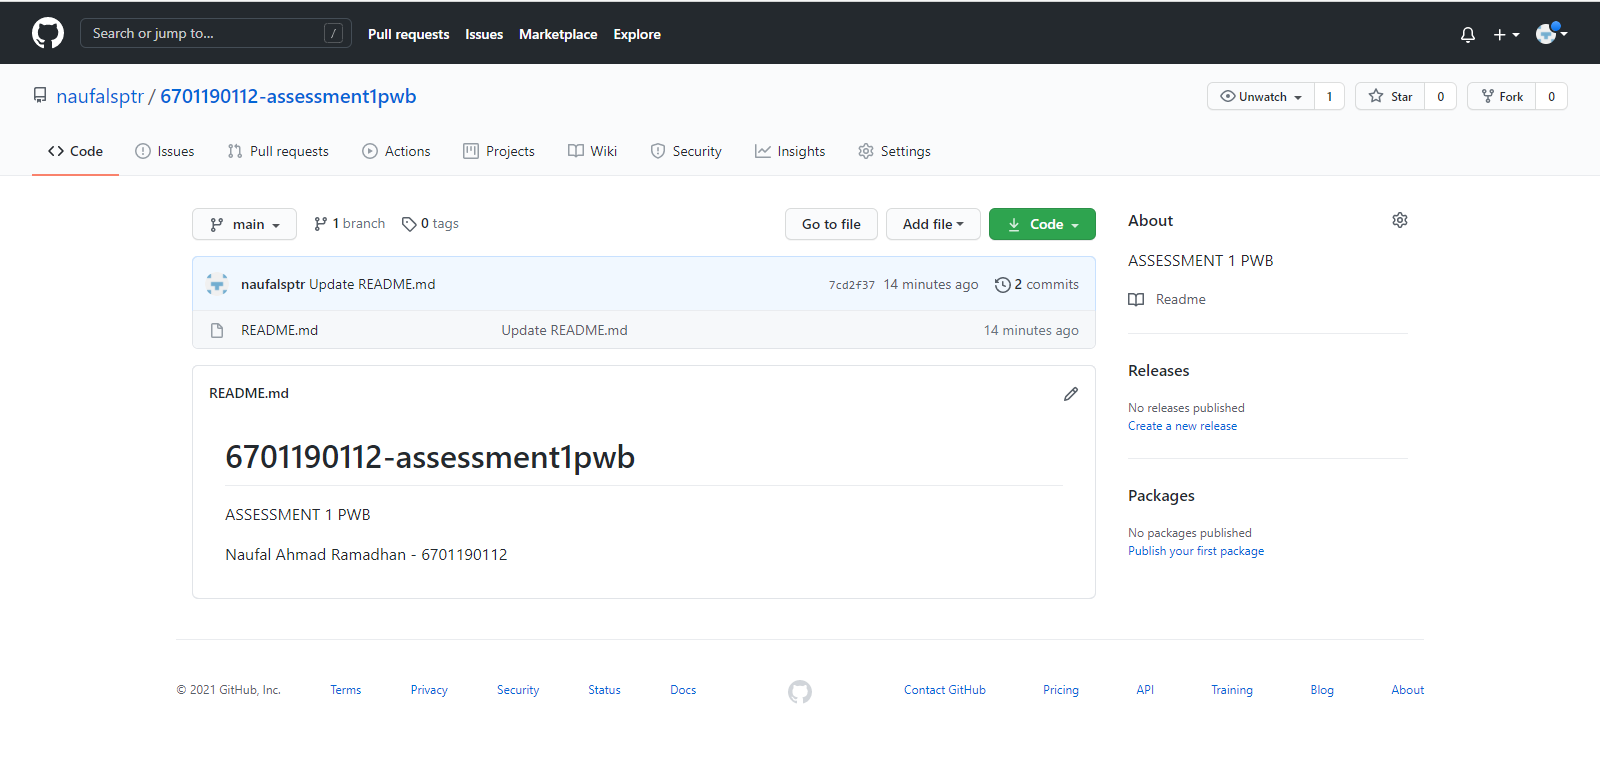 Search or jump to... /
Pull requests Issues Marketplace Explore
naufalsptr / 6701190112-assessment1pwb
Unwatch 1 Star 0 Fork 0
Code Issues Pull requests Actions Projects Wiki Security Insights Settings
main 1 branch 0 tags Go to file Add file Code
naufalsptr Update README.md 7cd2f37 14 minutes ago 2 commits
README.md Update README.md 14 minutes ago
README.md
6701190112-assessment1pwb
ASSESSMENT 1 PWB
Naufal Ahmad Ramadhan - 6701190112
About
ASSESSMENT 1 PWB
Readme
Releases
No releases published
Create a new release
Packages
No packages published
Publish your first package
© 2021 GitHub, Inc. Terms Privacy Security Status Docs Contact GitHub Pricing API Training Blog About